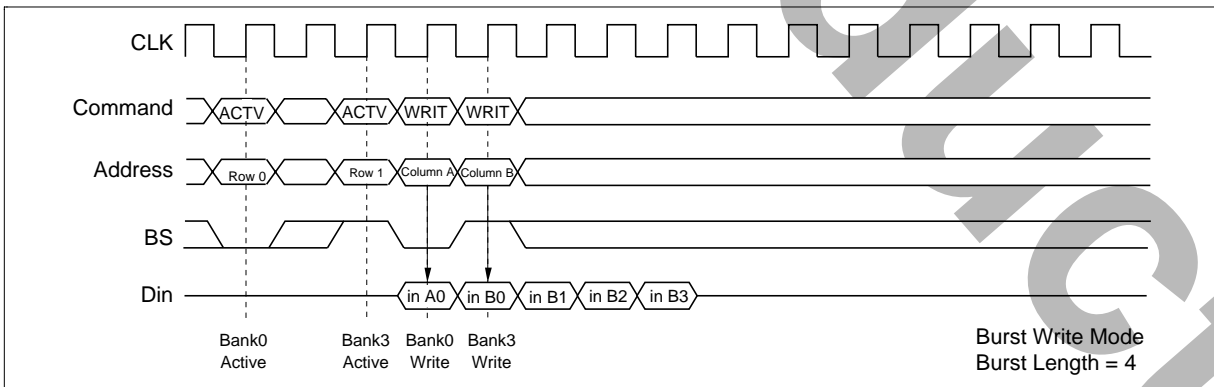 CLK
Command ACTV ACTV WRIT WRIT
Address Row 0 Row 1 Column A Column B
BS
Din in A0 in B0 in B1 in B2 in B3
Bank0 Bank3 Bank0 Bank3
Active Active Write Write
Burst Write Mode
Burst Length = 4